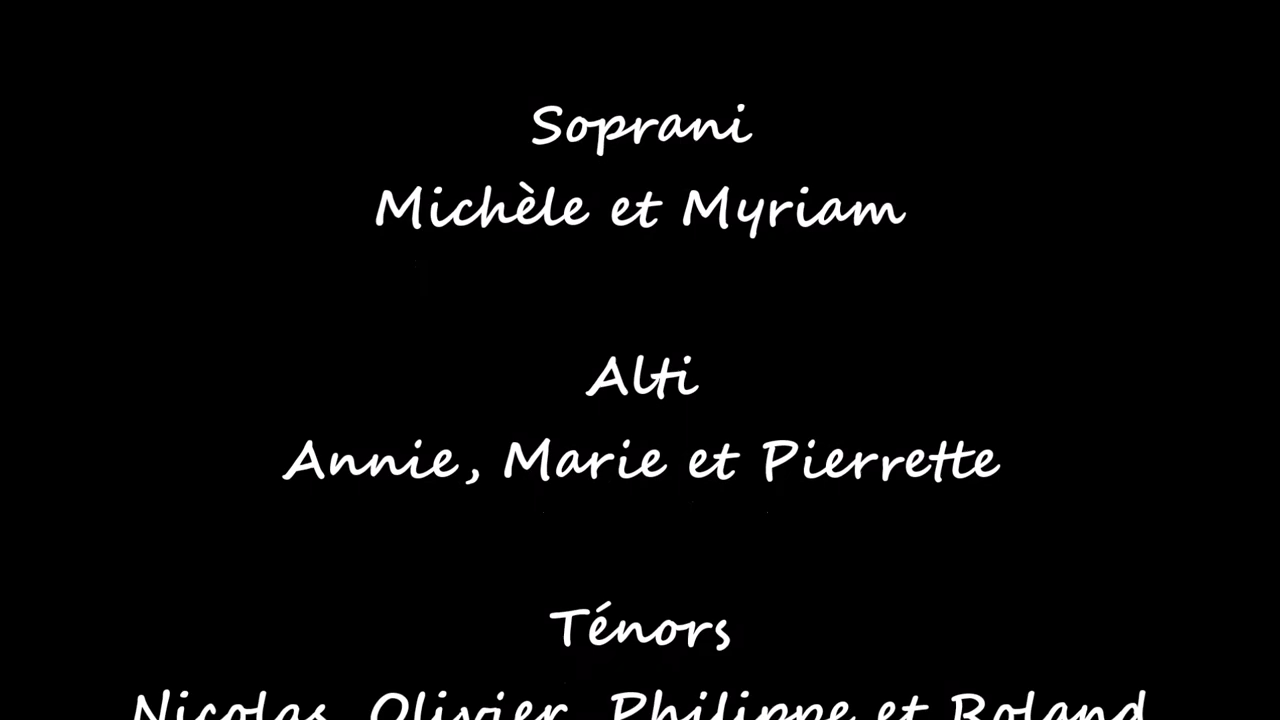 Soprani
Michèle et Myriam
Alti
Annie, Marie et Pierrette
Ténors
Nicolas, Olivier, Philippe et Roland